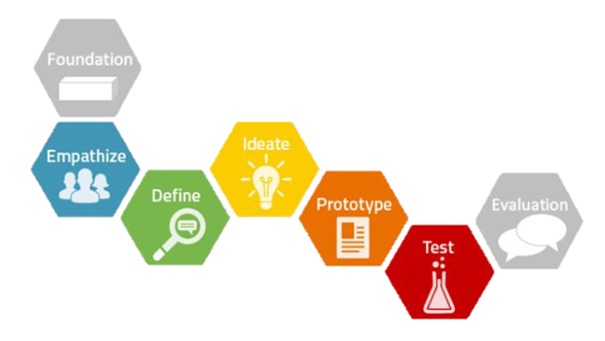 Foundation
Empathize
Define
Ideate
Prototype
Test
Evaluation